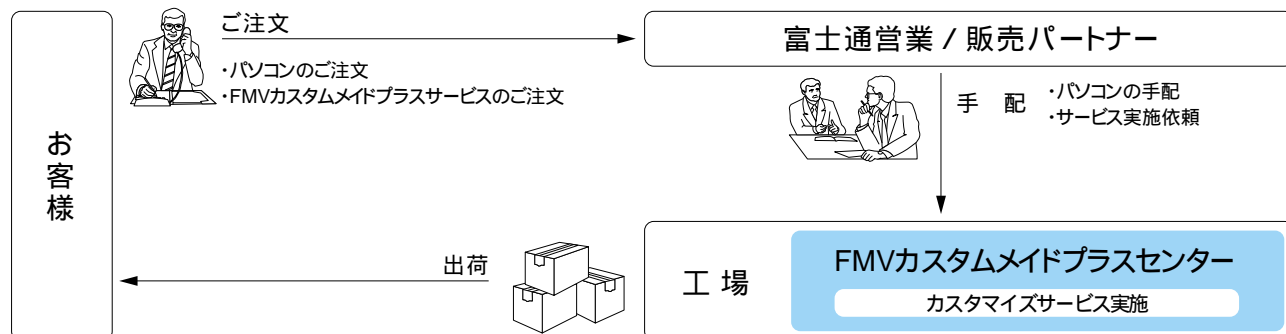 お客様
ご注文
・パソコンのご注文
・FMVカスタムメイドプラスサービスのご注文
富士通営業 / 販売パートナー
手 配
・パソコンの手配
・サービス実施依頼
工 場
FMVカスタムメイドプラスセンター
カスタマイズサービス実施
出荷